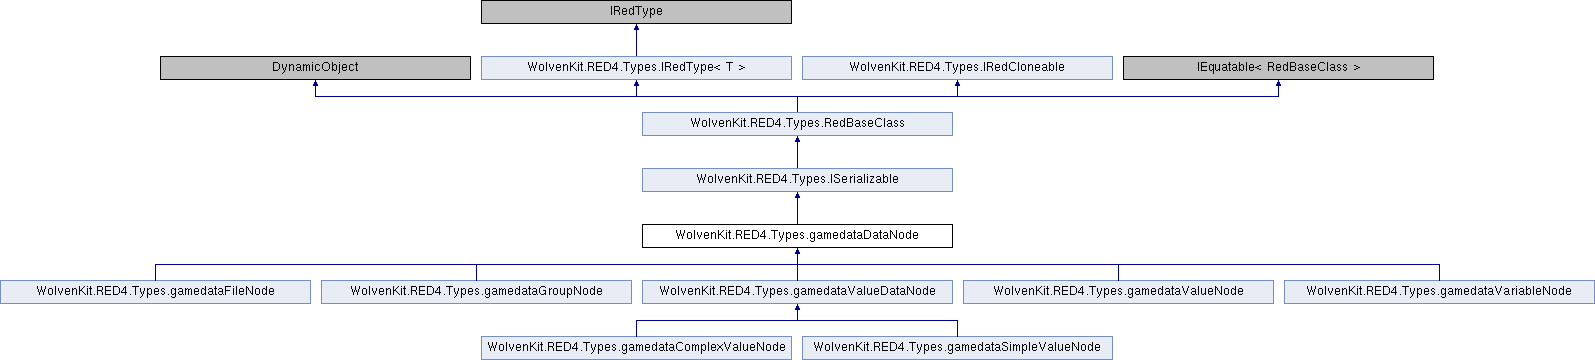 IRedType
DynamicObject
WolvenKit.RED4.Types.IRedType< T >
WolvenKit.RED4.Types.IRedCloneable
IEquatable< RedBaseClass >
WolvenKit.RED4.Types.RedBaseClass
WolvenKit.RED4.Types.ISerializable
WolvenKit.RED4.Types.gamedataDataNode
WolvenKit.RED4.Types.gamedataFileNode
WolvenKit.RED4.Types.gamedataGroupNode
WolvenKit.RED4.Types.gamedataValueDataNode
WolvenKit.RED4.Types.gamedataValueNode
WolvenKit.RED4.Types.gamedataVariableNode
WolvenKit.RED4.Types.gamedataComplexValueNode
WolvenKit.RED4.Types.gamedataSimpleValueNode